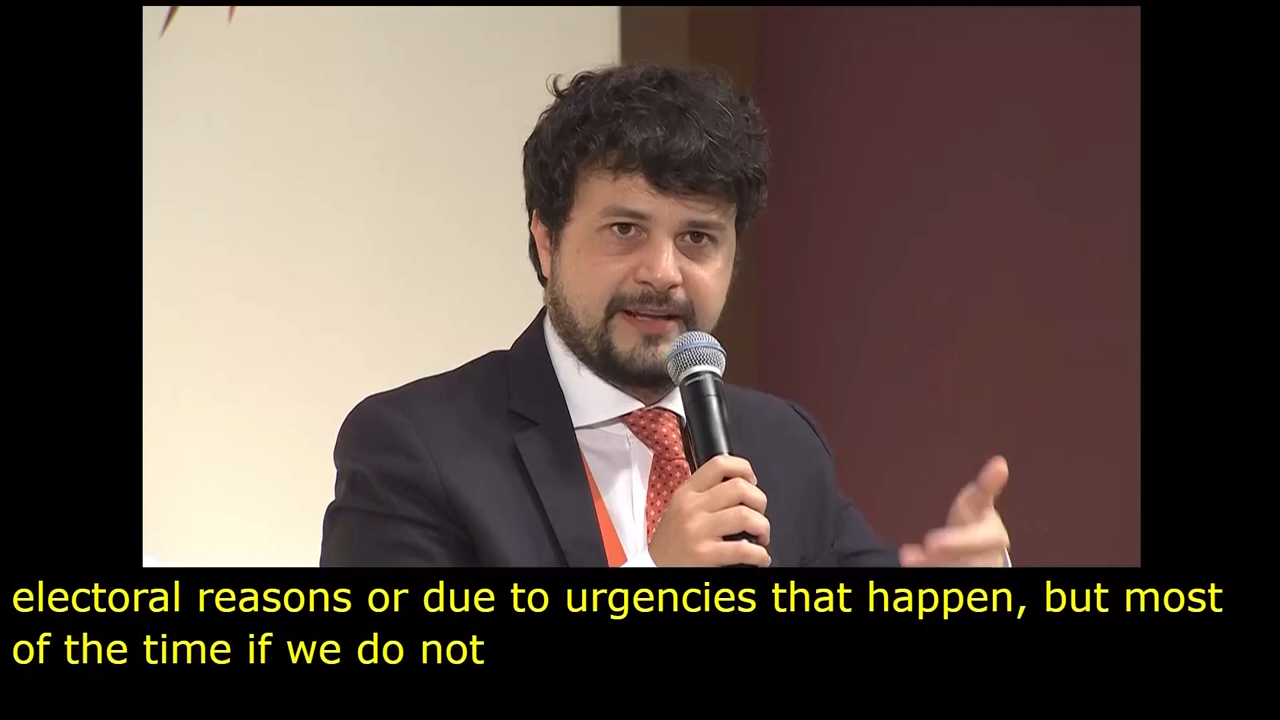 electoral reasons or due to urgencies that happen, but most
of the time if we do not